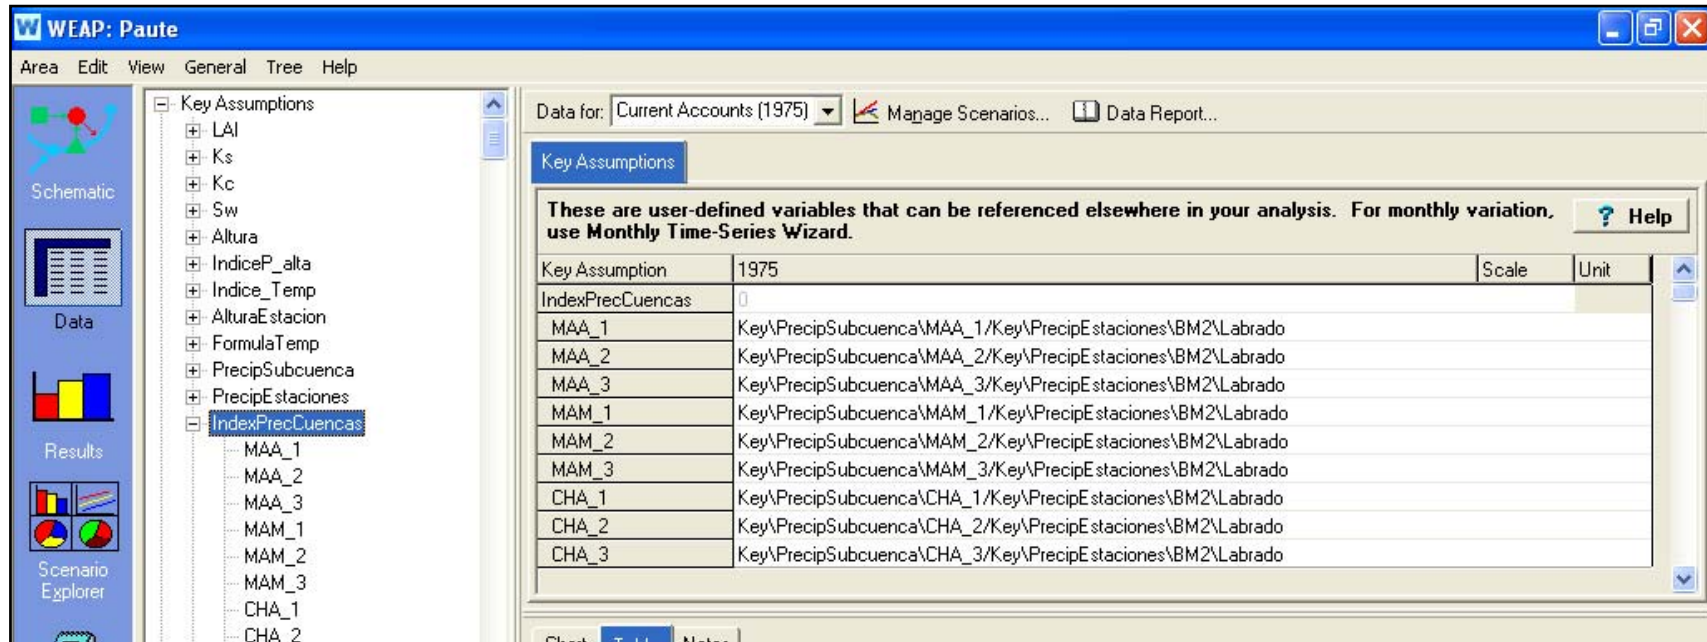 WEAP: Paute
Area Edit View General Tree Help
Schematic
Data
Results
Scenario
Explorer
Key Assumptions
LAI
Ks
Kc
Sw
Altura
IndiceP_alta
Indice_Temp
AlturaEstacion
FormulaTemp
PrecipSubcuenca
PrecipEstaciones
IndexPrecCuencas
MAA_1
MAA_2
MAA_3
MAM_1
MAM_2
MAM_3
CHA_1
CHA_2
Data for: Current Accounts (1975) Manage Scenarios... Data Report...
Key Assumptions
These are user-defined variables that can be referenced elsewhere in your analysis. For monthly variation,
use Monthly Time-Series Wizard.
? Help
Key Assumption 1975 Scale Unit
IndexPrecCuencas 0
MAA_1 Key\PrecipSubcuenca\MAA_1/Key\PrecipEstaciones\BM2\Labrado
MAA_2 Key\PrecipSubcuenca\MAA_2/Key\PrecipEstaciones\BM2\Labrado
MAA_3 Key\PrecipSubcuenca\MAA_3/Key\PrecipEstaciones\BM2\Labrado
MAM_1 Key\PrecipSubcuenca\MAM_1/Key\PrecipEstaciones\BM2\Labrado
MAM_2 Key\PrecipSubcuenca\MAM_2/Key\PrecipEstaciones\BM2\Labrado
MAM_3 Key\PrecipSubcuenca\MAM_3/Key\PrecipEstaciones\BM2\Labrado
CHA_1 Key\PrecipSubcuenca\CHA_1/Key\PrecipEstaciones\BM2\Labrado
CHA_2 Key\PrecipSubcuenca\CHA_2/Key\PrecipEstaciones\BM2\Labrado
CHA_3 Key\PrecipSubcuenca\CHA_3/Key\PrecipEstaciones\BM2\Labrado